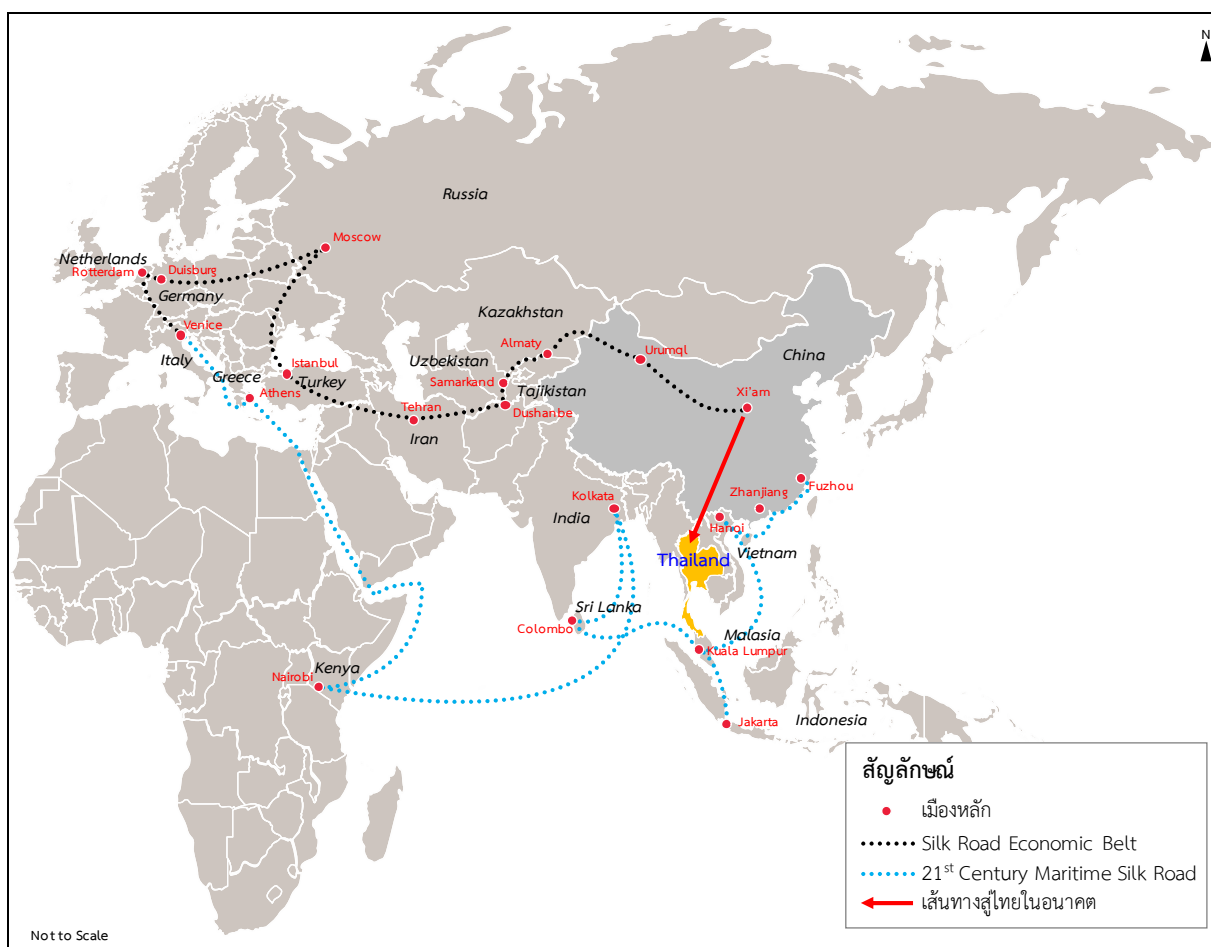 N
Russia
Moscow
Netherlands
Rotterdam
Duisburg
Germany
Kazakhstan
Venice
Almaty
Urumql
China
Italy
Istanbul
Uzbekistan
Greece
Turkey
Samarkand
Tajikistan
Xi'am
Athens
Tehran
Dushanbe
Iran
Fuzhou
Kolkata
Zhanjiang
India
Hanoi
Thailand
Vietnam
Sri Lanka
Colombo
Malasia
Kuala Lumpur
Kenya
Nairobi
Jakarta
Indonesia
สัญลักษณ์
เมืองหลัก
Silk Road Economic Belt
21st Century Maritime Silk Road
เส้นทางสู่ไทยในอนาคต
Not to Scale